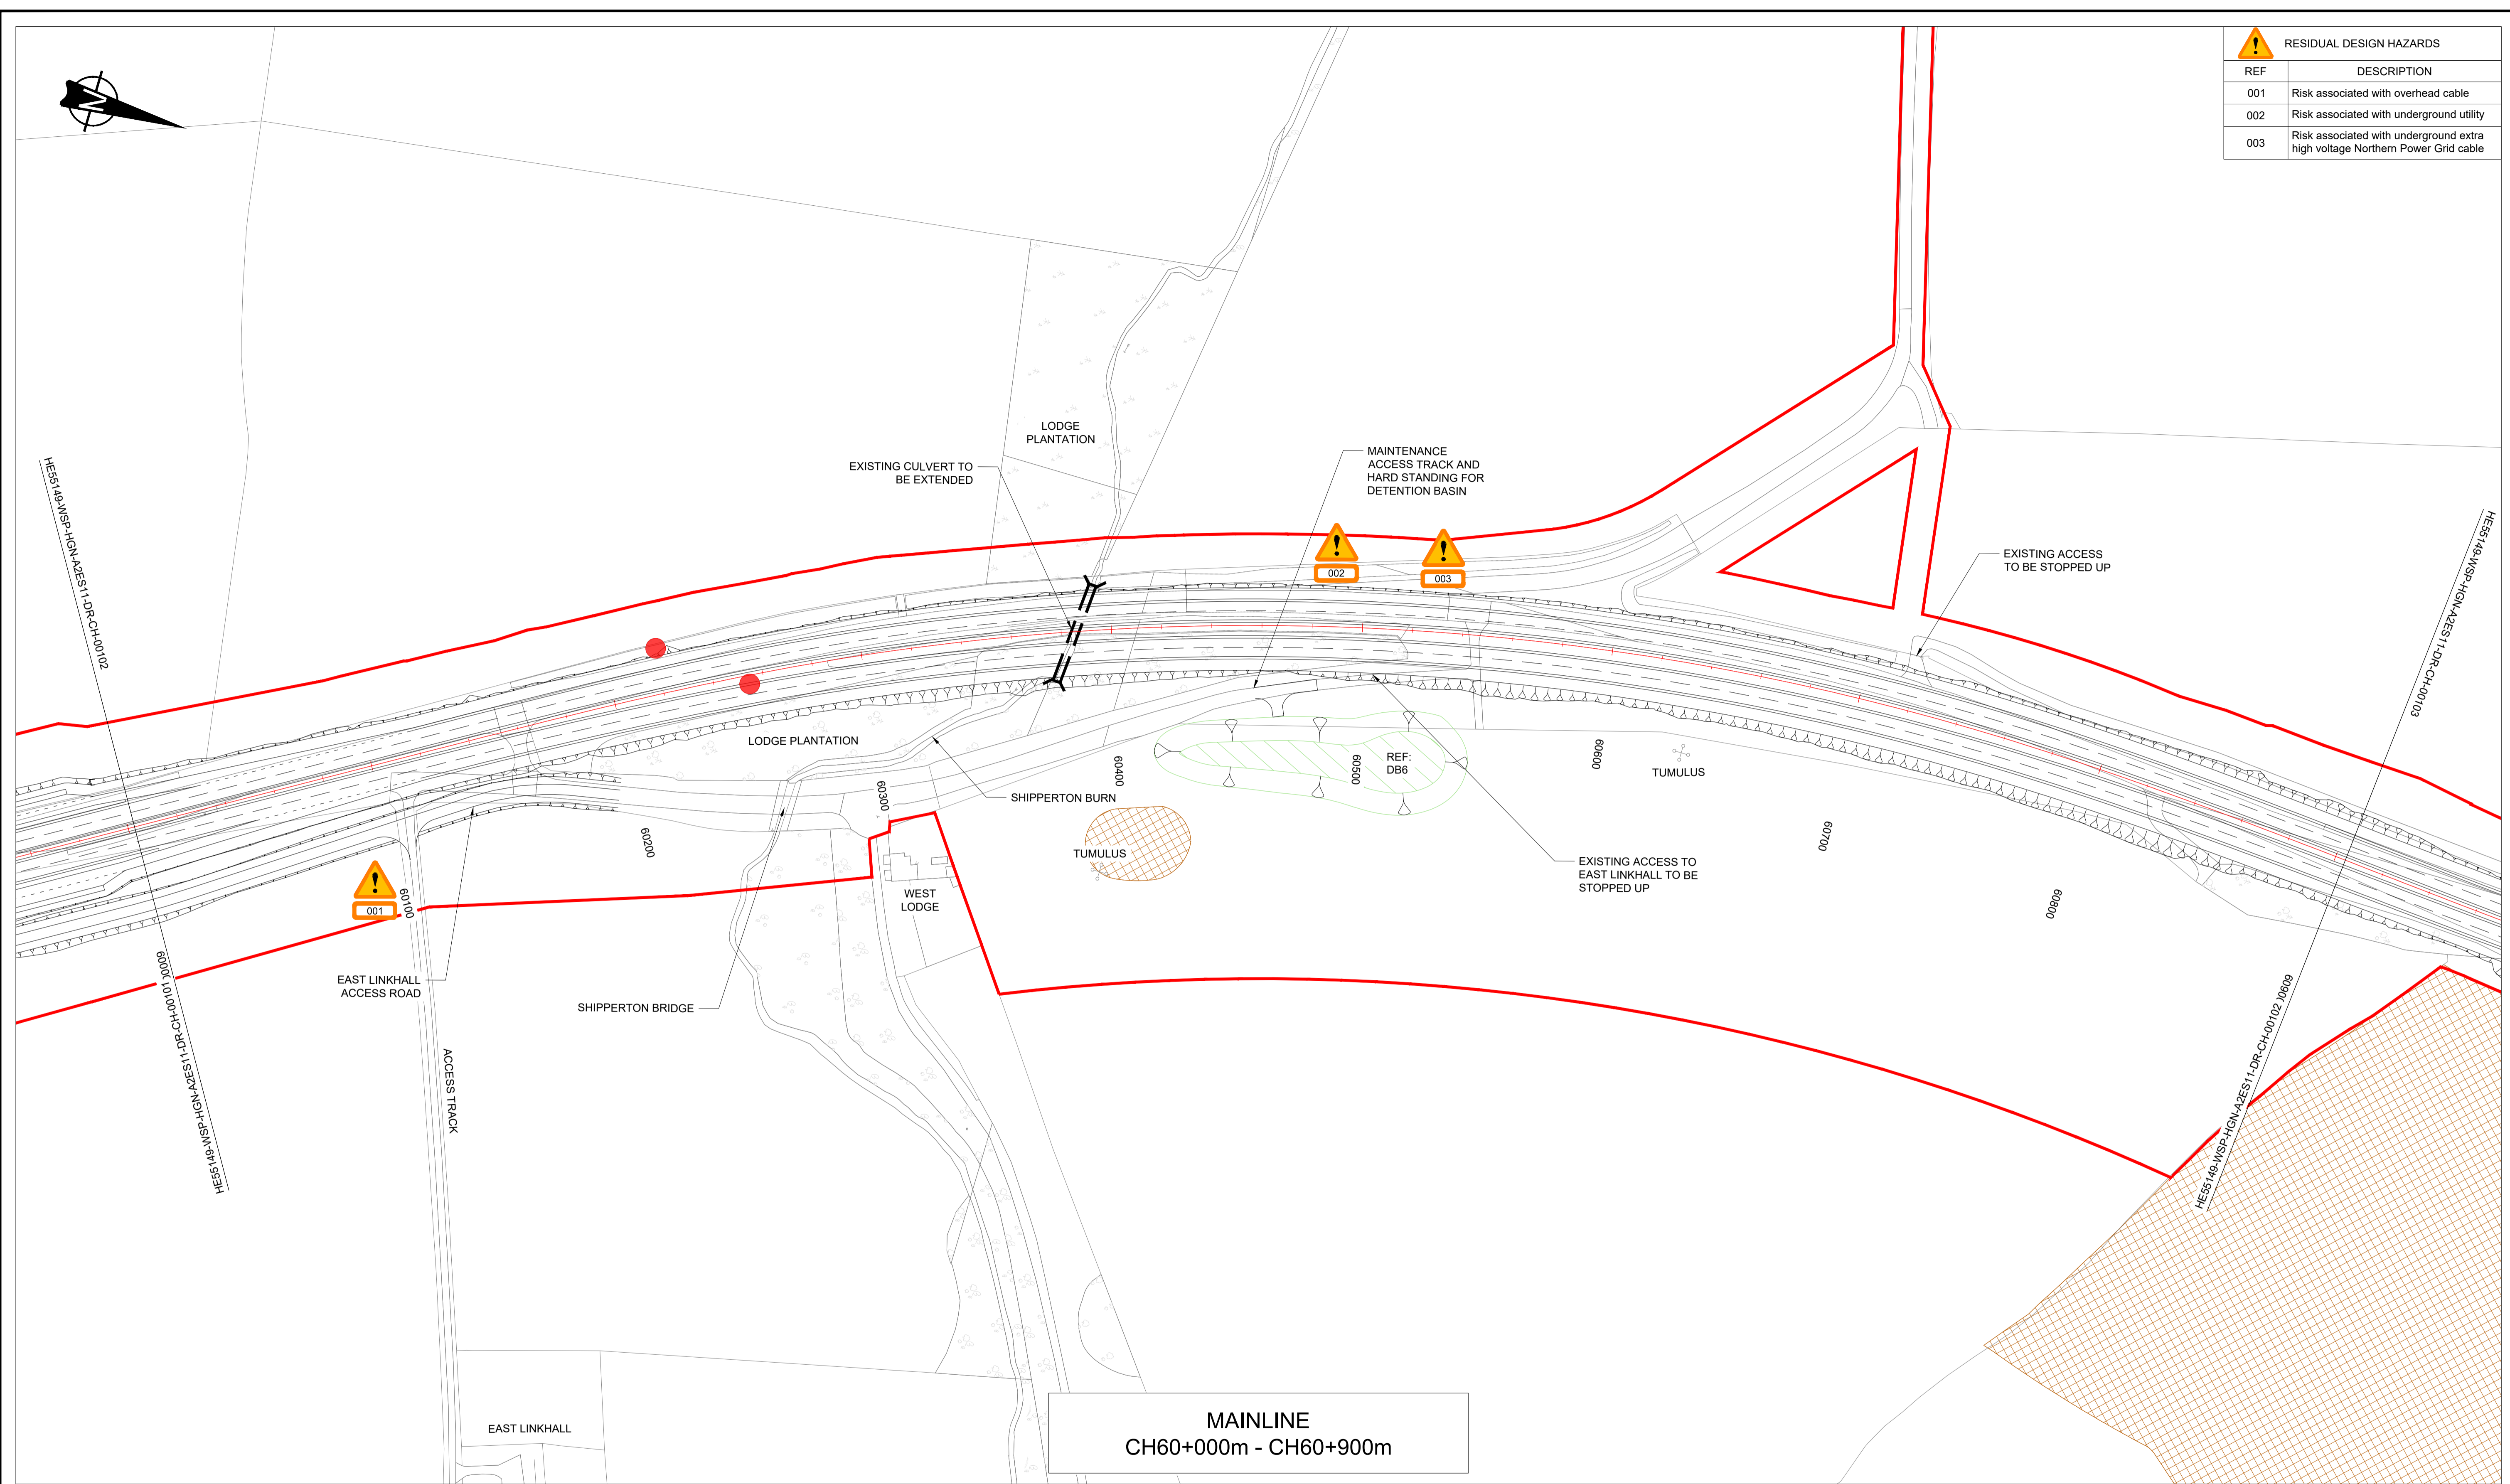 RESIDUAL DESIGN HAZARDS
REF DESCRIPTION
001 Risk associated with overhead cable
002 Risk associated with underground utility
003 Risk associated with underground extra
high voltage Northern Power Grid cable
N
LODGE
PLANTATION
EXISTING CULVERT TO
BE EXTENDED
MAINTENANCE
ACCESS TRACK AND
HARD STANDING FOR
DETENTION BASIN
002
003
EXISTING ACCESS
TO BE STOPPED UP
HE55149-WSP-HGN-A2ES11-DR-CH-00102
HE55149-WSP-HGN-A2ES11-DR-CH-00103
LODGE PLANTATION
REF:
DB6
TUMULUS
SHIPPERTON BURN
TUMULUS
60100
60200
60300
60400
60500
60600
60700
60800
EXISTING ACCESS TO
EAST LINKHALL TO BE
STOPPED UP
WEST
LODGE
001
EAST LINKHALL
ACCESS ROAD
SHIPPERTON BRIDGE
HE55149-WSP-HGN-A2ES11-DR-CH-00101
60000
HE55149-WSP-HGN-A2ES11-DR-CH-00102
60900
ACCESS TRACK
EAST LINKHALL
MAINLINE
CH60+000m - CH60+900m